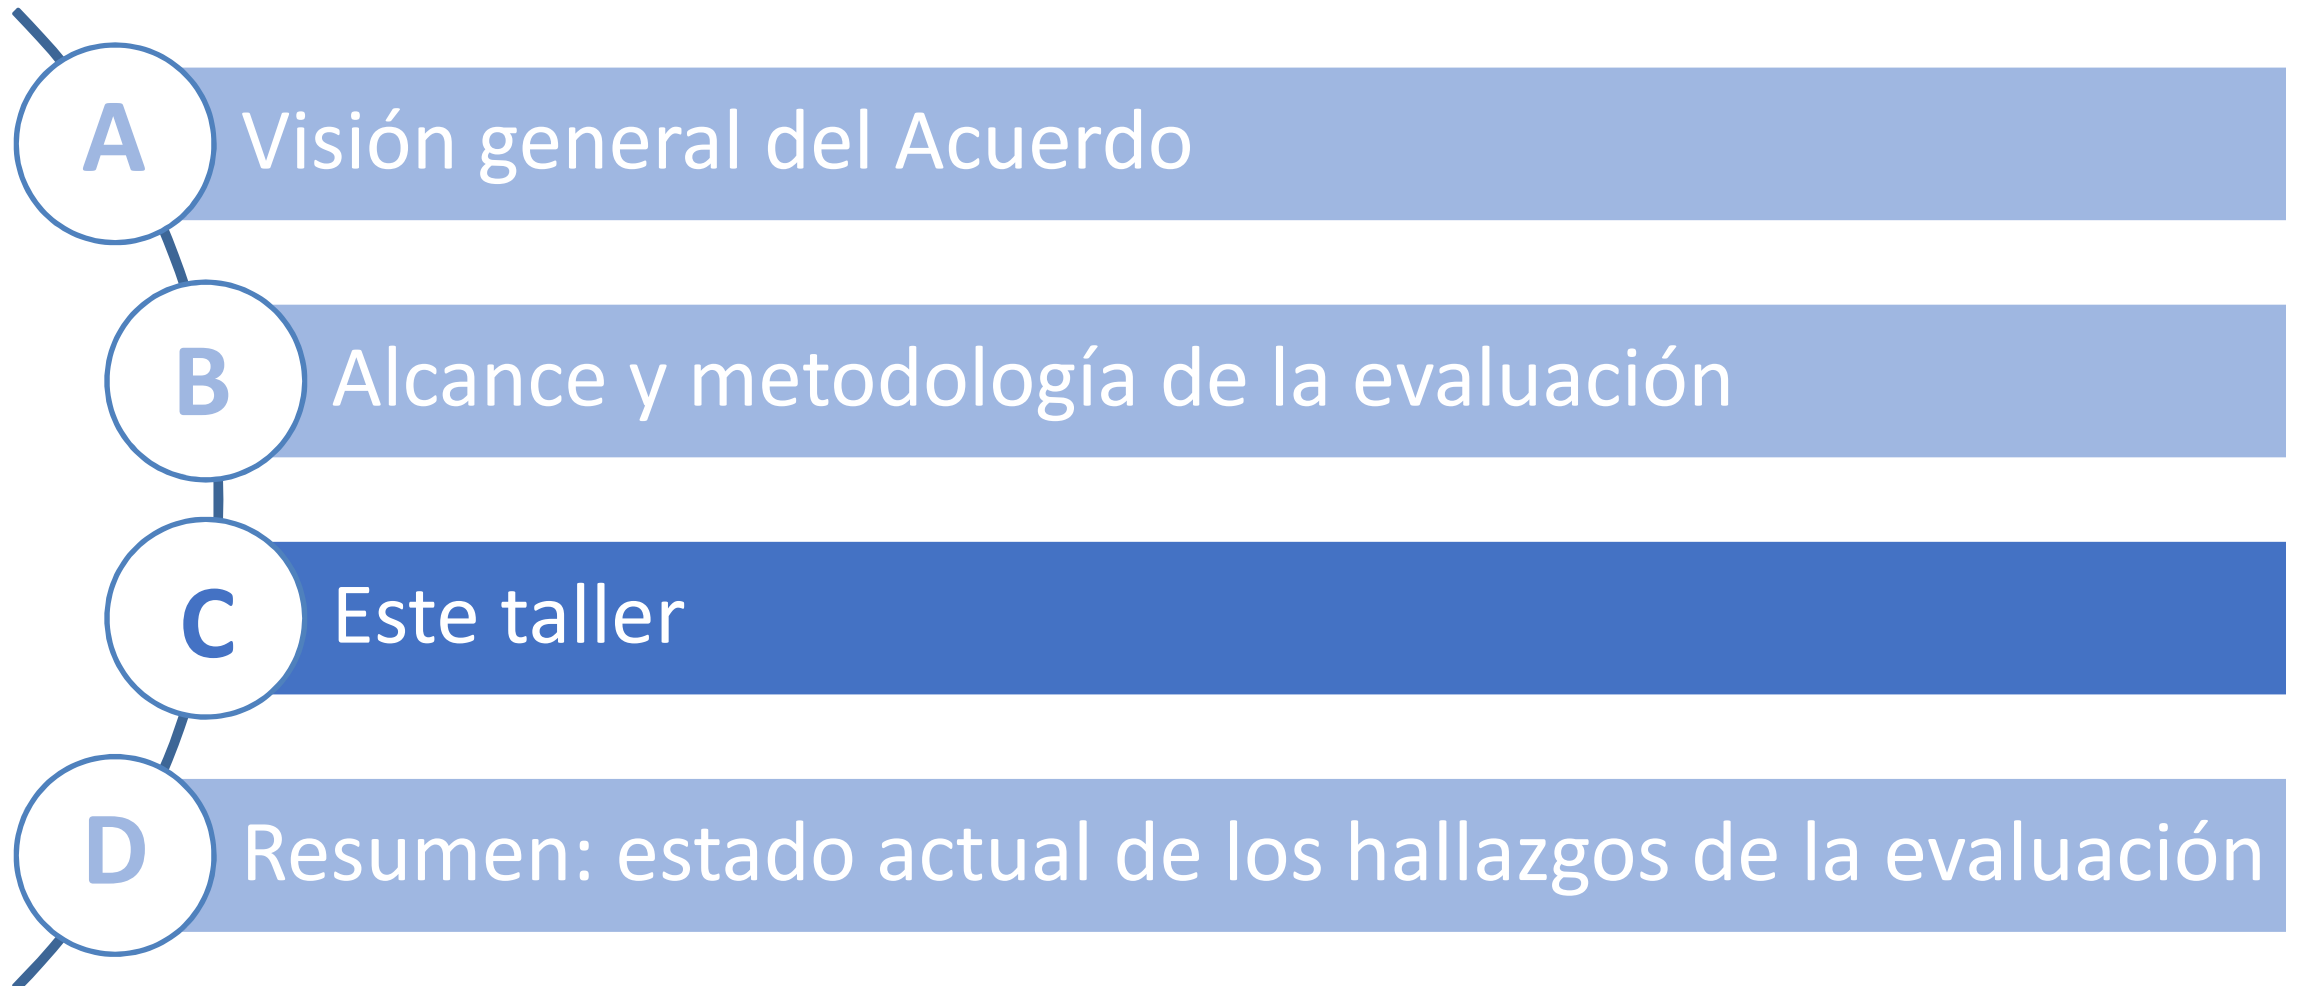 A Visión general del Acuerdo
B Alcance y metodología de la evaluación
C Este taller
D Resumen: estado actual de los hallazgos de la evaluación